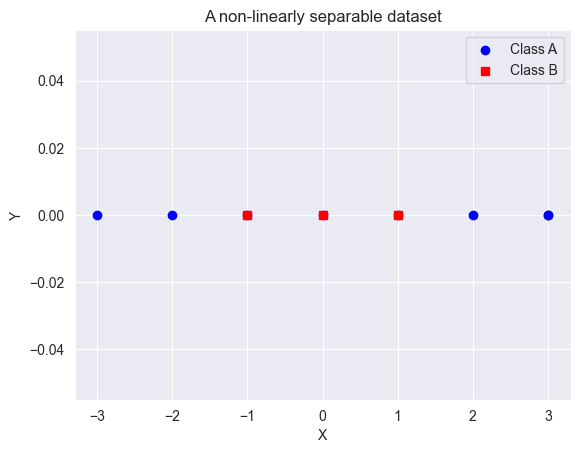 A non-linearly separable dataset
Class A
Class B
0.04
0.02
0.00
−0.02
−0.04
Y
−3 −2 −1 0 1 2 3
X